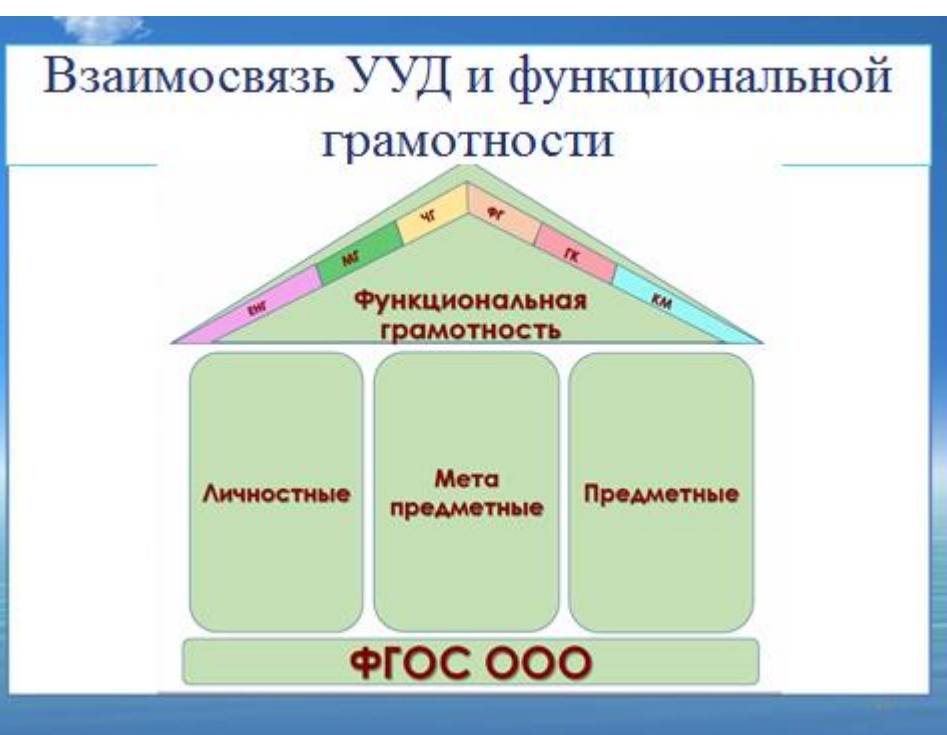 Взаимосвязь УУД и функциональной
грамотности
ЕНГ
МГ
ЧГ
ФГ
ГК
КМ
Функциональная
грамотность
Личностные
Мета
предметные
Предметные
ФГОС ООО